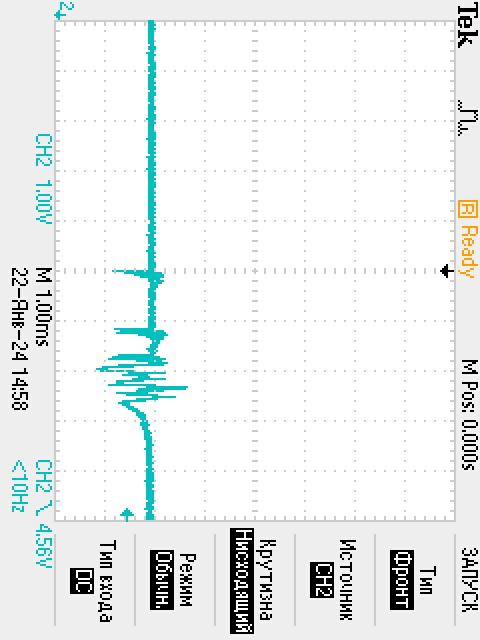 Tek
R Ready
M Pos: 0.000s
ЗАПУСК
Тип
Фронт
Источник
CH2
Крутизна
Нисходящий
Режим
Обычн.
Тип входа
DC
2
CH2 1.00V
M 1.00ms
CH2 \ 4.56V
22-Янв-24 14:58
<10Hz